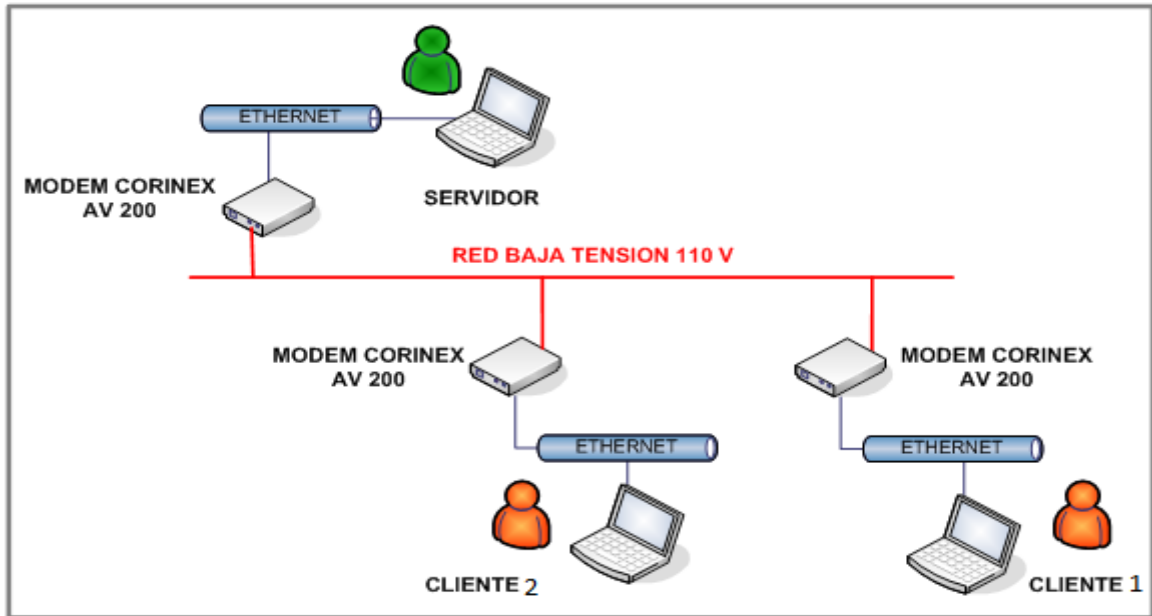 ETHERNET
MODEM CORINEX
AV 200
SERVIDOR
RED BAJA TENSION 110 V
MODEM CORINEX
AV 200
MODEM CORINEX
AV 200
ETHERNET
ETHERNET
CLIENTE 2
CLIENTE 1